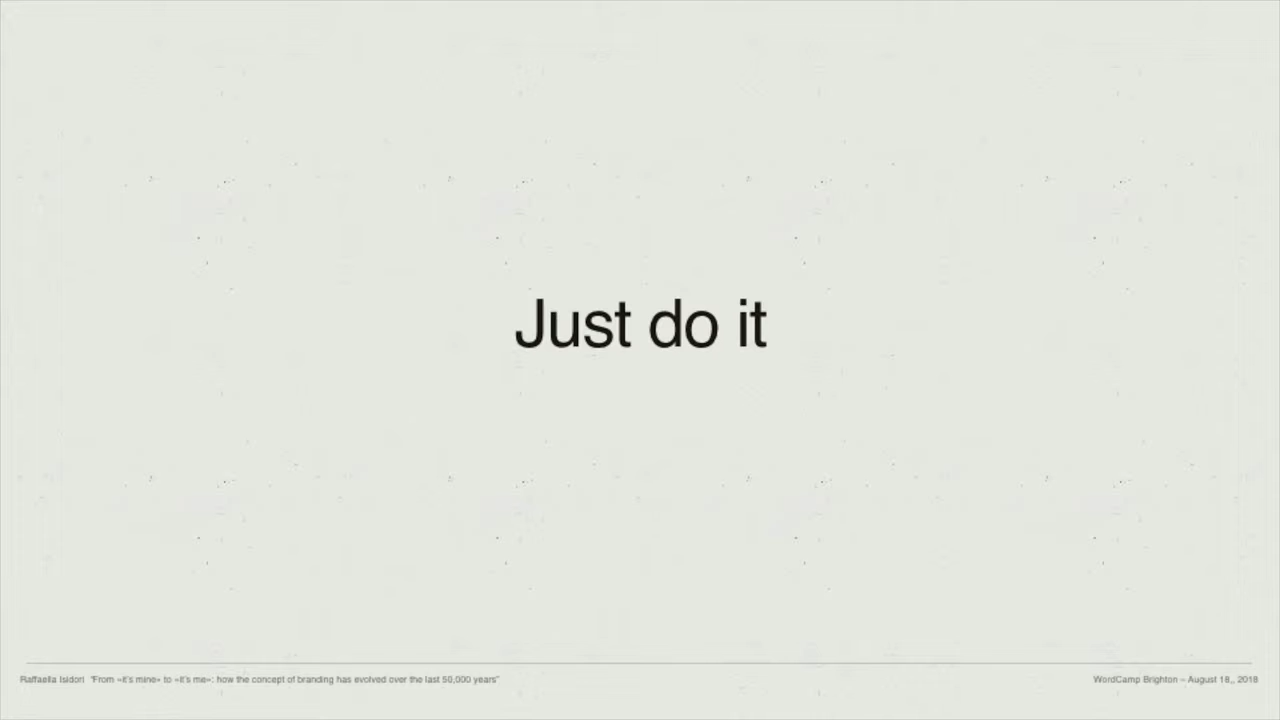 Just do it
Raffaella Isidori "From «it's mine» to «it's me»: how the concept of branding has evolved over the last 50,000 years"
WordCamp Brighton – August 18,, 2018